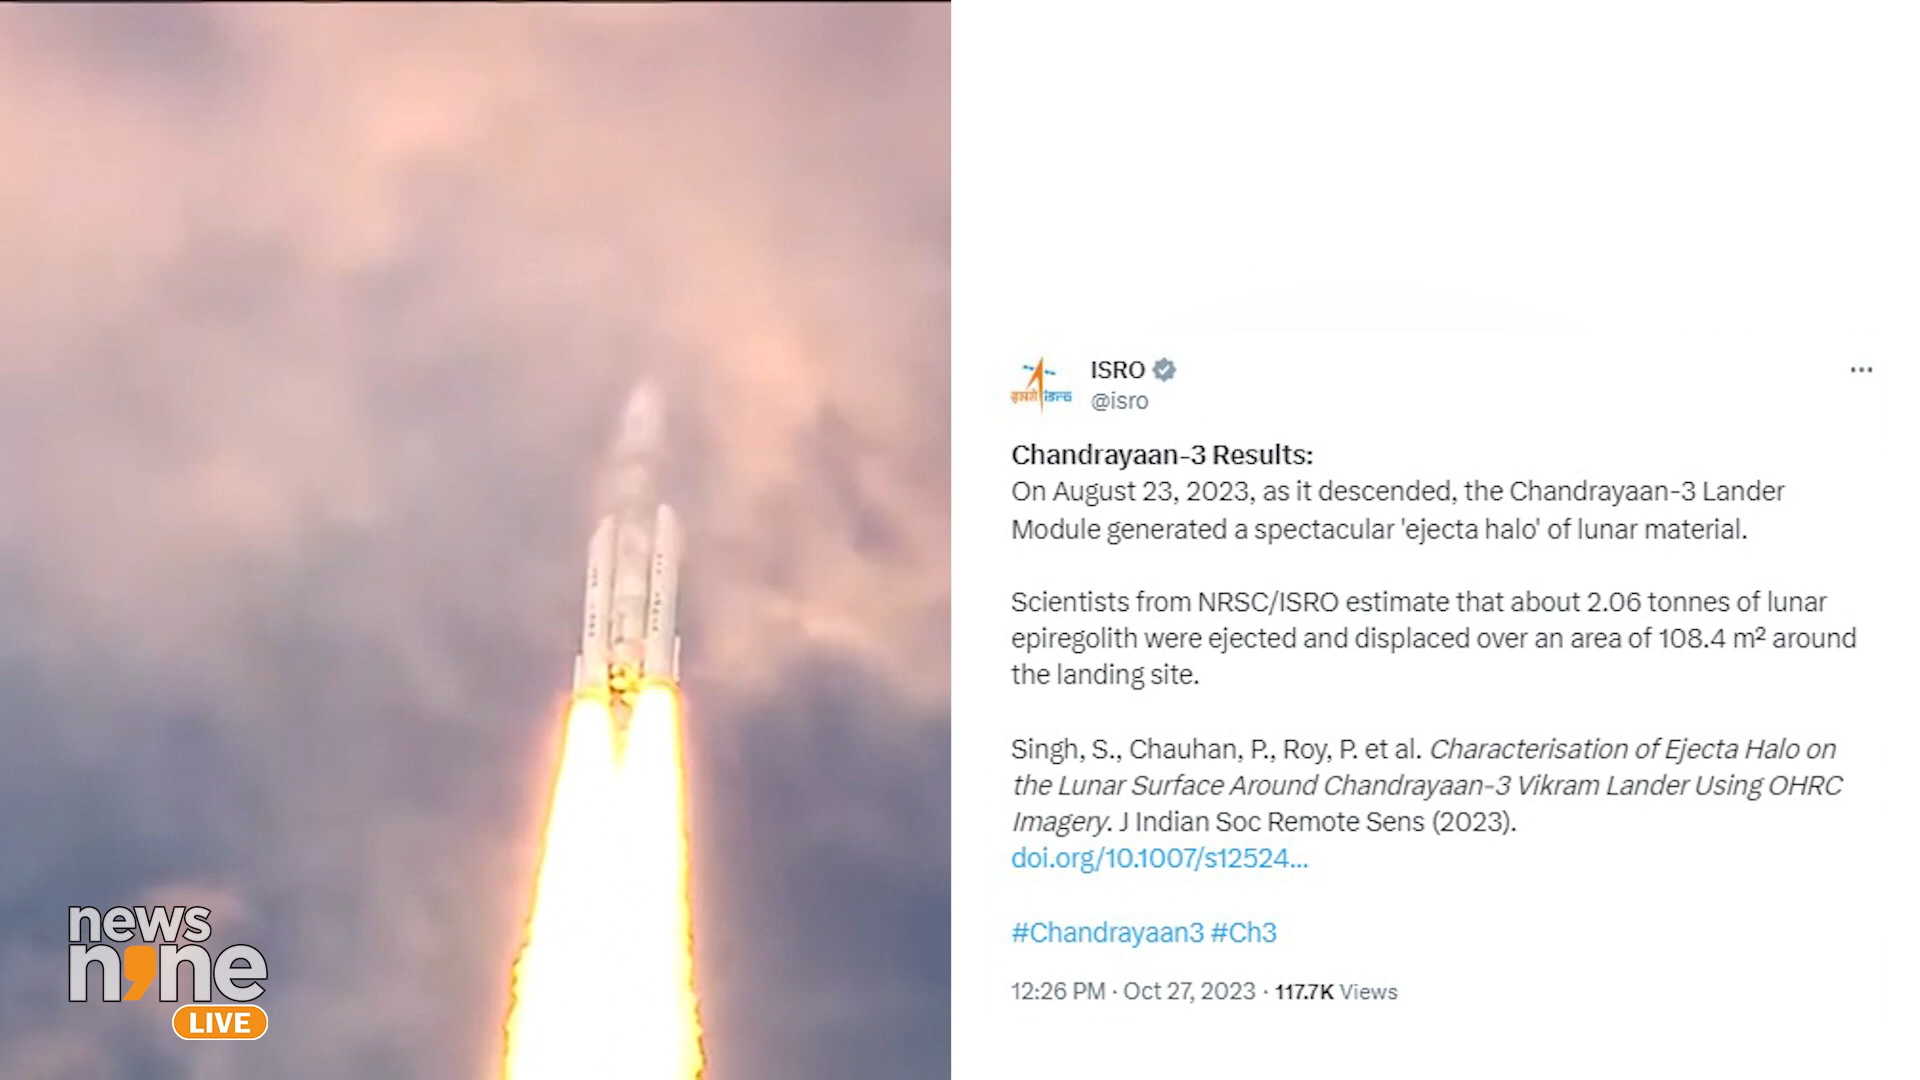 news
n9ne
LIVE
इसरो isro
ISRO
@isro
Chandrayaan-3 Results:
On August 23, 2023, as it descended, the Chandrayaan-3 Lander
Module generated a spectacular 'ejecta halo' of lunar material.
Scientists from NRSC/ISRO estimate that about 2.06 tonnes of lunar
epiregolith were ejected and displaced over an area of 108.4 m² around
the landing site.
Singh, S., Chauhan, P., Roy, P. et al. Characterisation of Ejecta Halo on
the Lunar Surface Around Chandrayaan-3 Vikram Lander Using OHRC
Imagery. J Indian Soc Remote Sens (2023).
doi.org/10.1007/s12524...
#Chandrayaan3 #Ch3
12:26 PM · Oct 27, 2023 · 117.7K Views